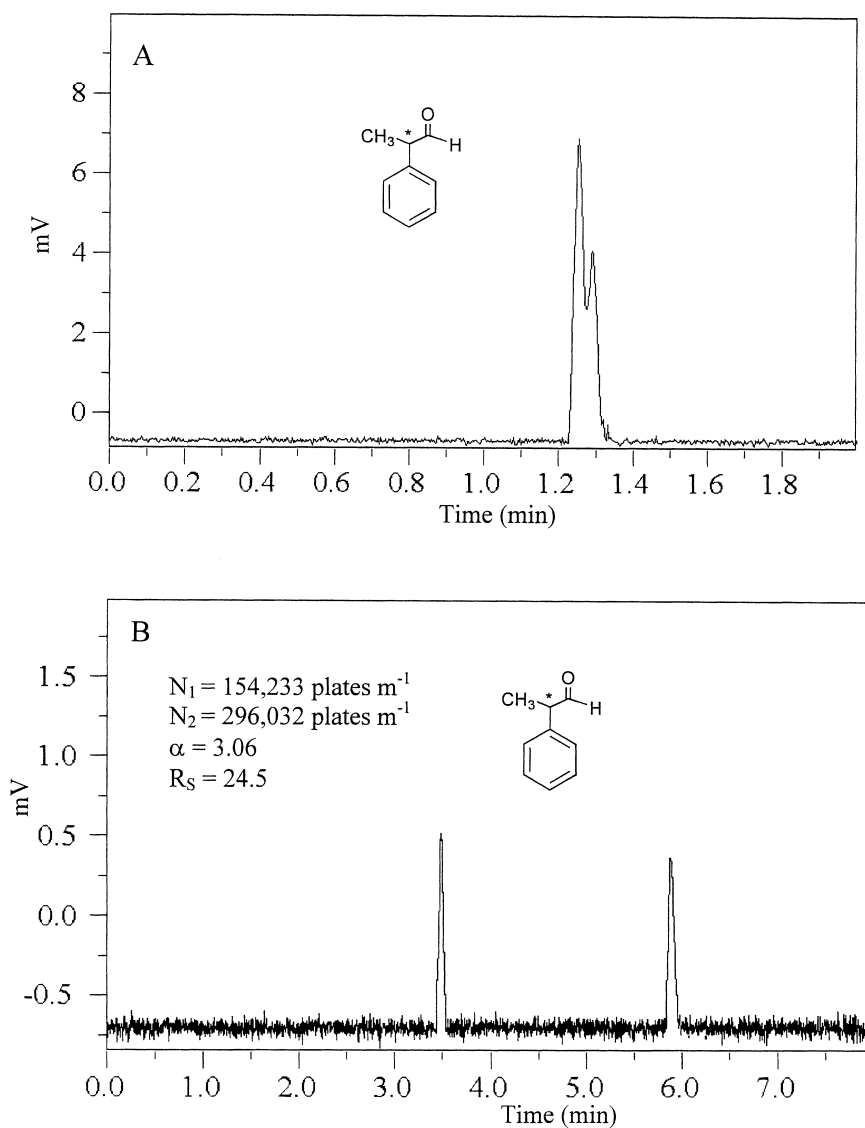 A
O
CH3 * H
8
6
4
2
0
mV
0.0 0.2 0.4 0.6 0.8 1.0 1.2 1.4 1.6 1.8
Time (min)
B
N1 = 154,233 plates m-1
N2 = 296,032 plates m-1
α = 3.06
RS = 24.5
O
CH3 * H
1.5
1.0
0.5
0.0
-0.5
mV
0.0 1.0 2.0 3.0 4.0 5.0 6.0 7.0
Time (min)